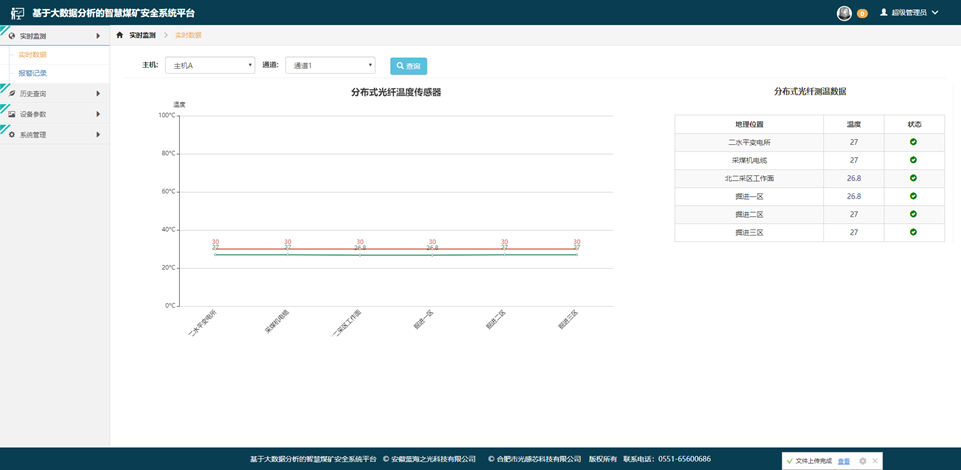 基于大数据分析的智慧煤矿安全系统平台
0 超级管理员
实时监测
实时数据
报警记录
历史查询
设备参数
系统管理
实时监测 > 实时数据
主机: 主机A 通道: 通道1 查询
分布式光纤温度传感器
温度
100°C
80°C
60°C
40°C
20°C
0°C
30 30 30 30 30 30
27 27 26.8 26.8 27 27
二水平变电所 采煤机电缆 二采区工作面 掘进一区 掘进二区 掘进三区
分布式光纤测温数据
地理位置 温度 状态
二水平变电所 27
采煤机电缆 27
北二采区工作面 26.8
掘进一区 26.8
掘进二区 27
掘进三区 27
基于大数据分析的智慧煤矿安全系统平台 © 安徽蓝海之光科技有限公司 © 合肥市光感芯科技有限公司 版权所有 联系电话：0551-65600686
文件上传完成 查看